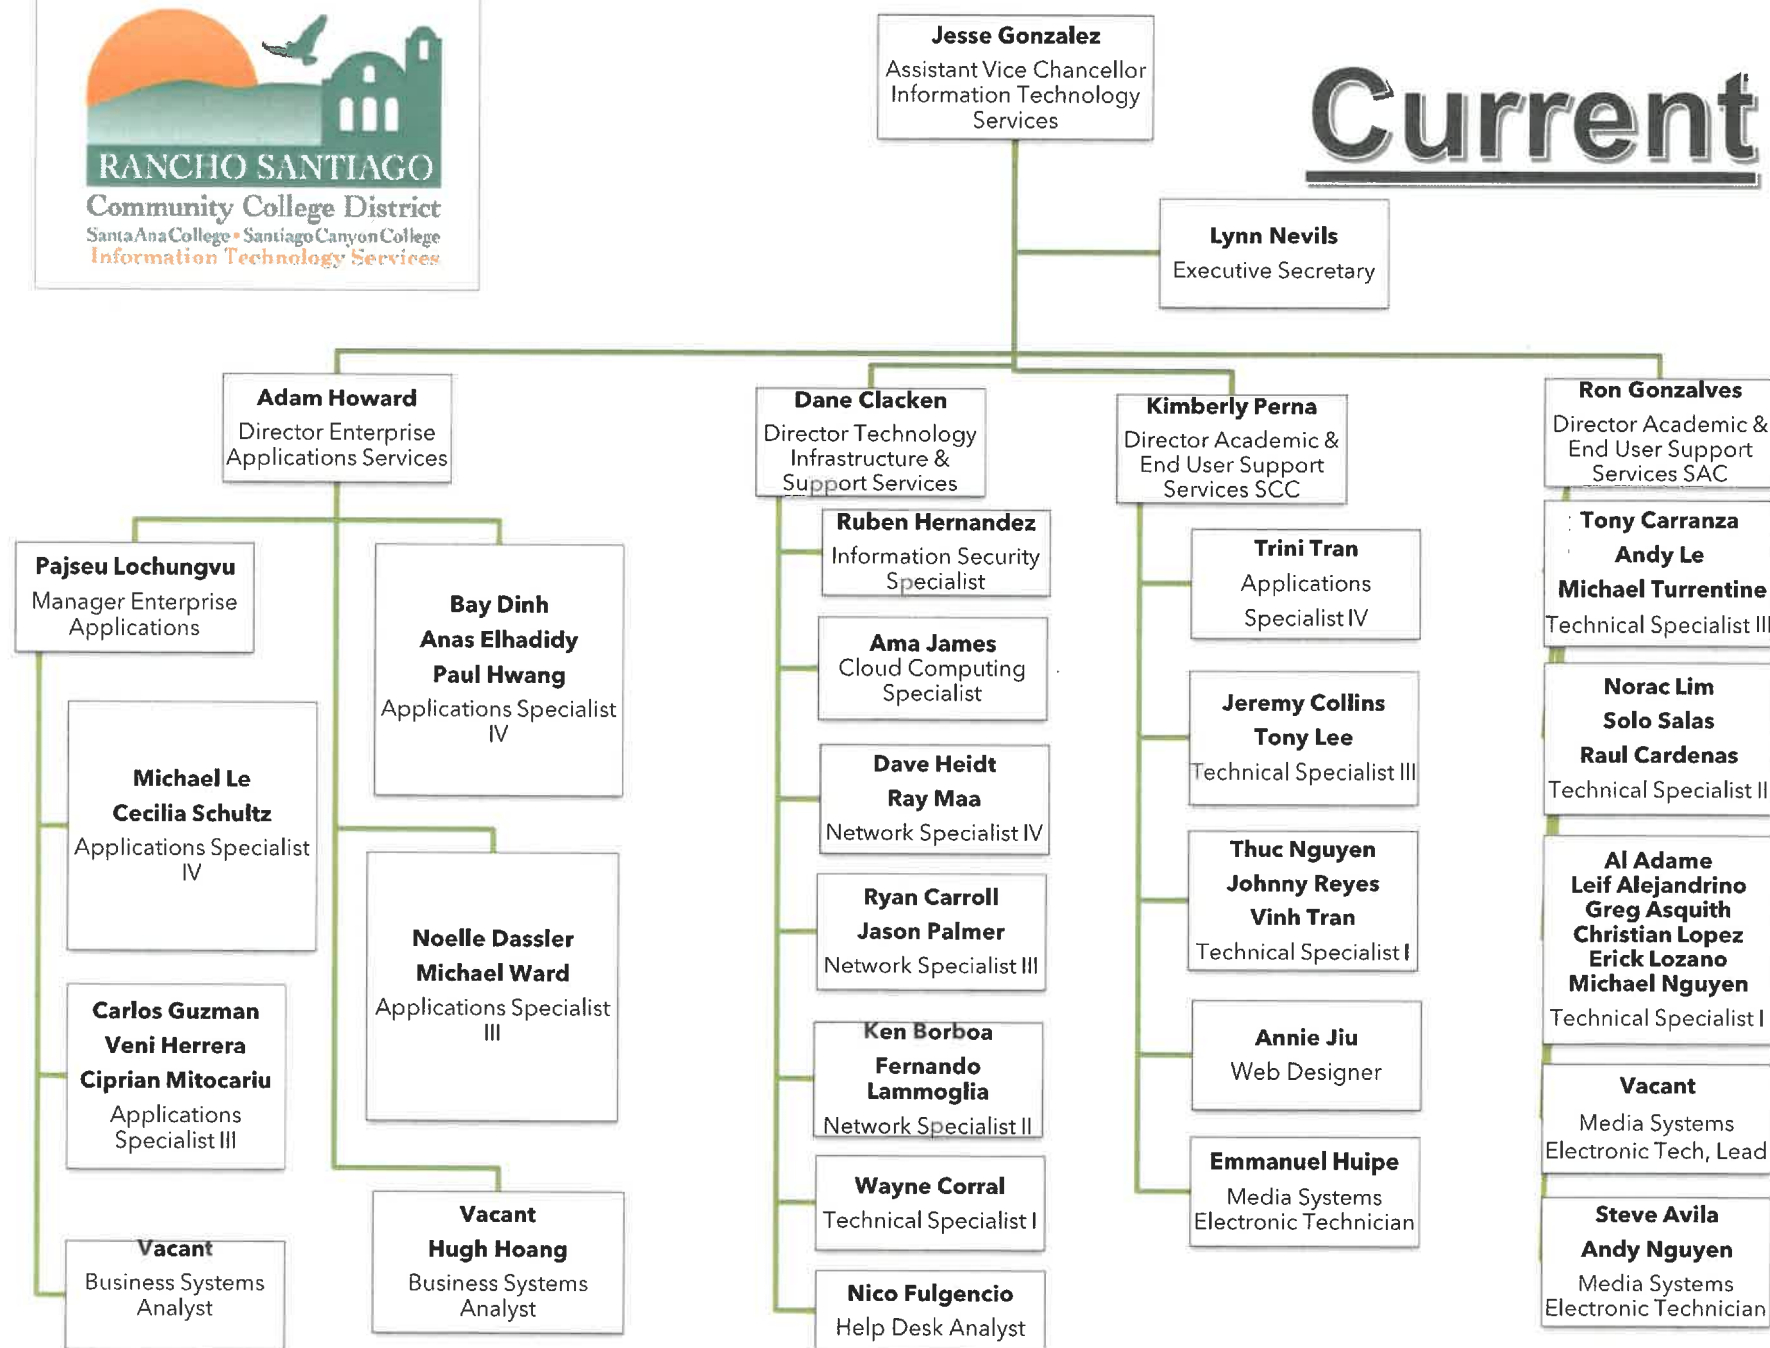 RANCHO SANTIAGO
Community College District
Santa Ana College • Santiago Canyon College
Information Technology Services
Current
Jesse Gonzalez
Assistant Vice Chancellor
Information Technology
Services
Lynn Nevils
Executive Secretary
Adam Howard
Director Enterprise
Applications Services
Pajseu Lochungvu
Manager Enterprise
Applications
Michael Le
Cecilia Schultz
Applications Specialist
IV
Carlos Guzman
Veni Herrera
Ciprian Mitocariu
Applications
Specialist III
Vacant
Business Systems
Analyst
Bay Dinh
Anas Elhadidy
Paul Hwang
Applications Specialist
IV
Noelle Dassler
Michael Ward
Applications Specialist
III
Vacant
Hugh Hoang
Business Systems
Analyst
Dane Clacken
Director Technology
Infrastructure &
Support Services
Ruben Hernandez
Information Security
Specialist
Ama James
Cloud Computing
Specialist
Dave Heidt
Ray Maa
Network Specialist IV
Ryan Carroll
Jason Palmer
Network Specialist III
Ken Borboa
Fernando
Lammoglia
Network Specialist II
Wayne Corral
Technical Specialist I
Nico Fulgencio
Help Desk Analyst
Kimberly Perna
Director Academic &
End User Support
Services SCC
Trini Tran
Applications
Specialist IV
Jeremy Collins
Tony Lee
Technical Specialist III
Thuc Nguyen
Johnny Reyes
Vinh Tran
Technical Specialist I
Annie Jiu
Web Designer
Emmanuel Huipe
Media Systems
Electronic Technician
Ron Gonzalves
Director Academic &
End User Support
Services SAC
Tony Carranza
Andy Le
Michael Turrentine
Technical Specialist III
Norac Lim
Solo Salas
Raul Cardenas
Technical Specialist II
Al Adame
Leif Alejandrino
Greg Asquith
Christian Lopez
Erick Lozano
Michael Nguyen
Technical Specialist I
Vacant
Media Systems
Electronic Tech, Lead
Steve Avila
Andy Nguyen
Media Systems
Electronic Technician